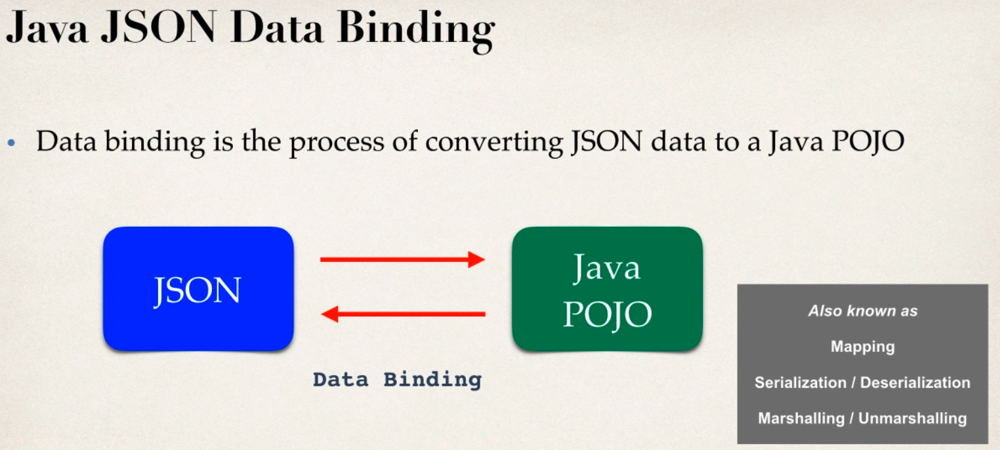 Java JSON Data Binding
• Data binding is the process of converting JSON data to a Java POJO
JSON
Java
POJO
Data Binding
Also known as
Mapping
Serialization / Deserialization
Marshalling / Unmarshalling